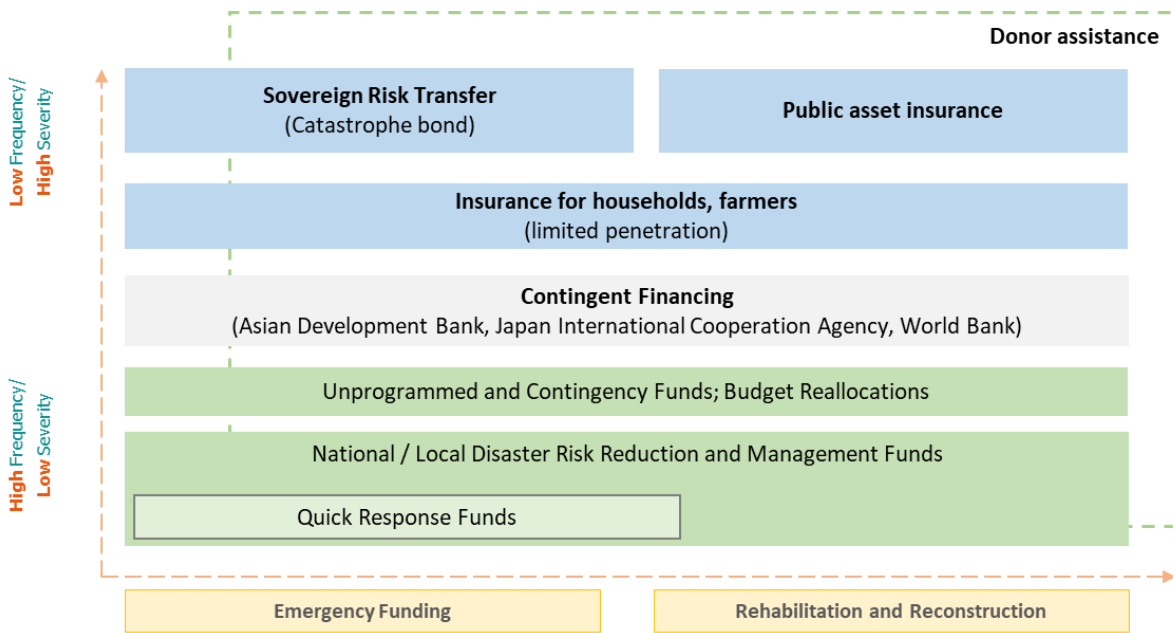 Donor assistance
Low Frequency/
High Severity
Sovereign Risk Transfer
(Catastrophe bond)
Public asset insurance
Insurance for households, farmers
(limited penetration)
Contingent Financing
(Asian Development Bank, Japan International Cooperation Agency, World Bank)
High Frequency/
Low Severity
Unprogrammed and Contingency Funds; Budget Reallocations
National / Local Disaster Risk Reduction and Management Funds
Quick Response Funds
Emergency Funding
Rehabilitation and Reconstruction